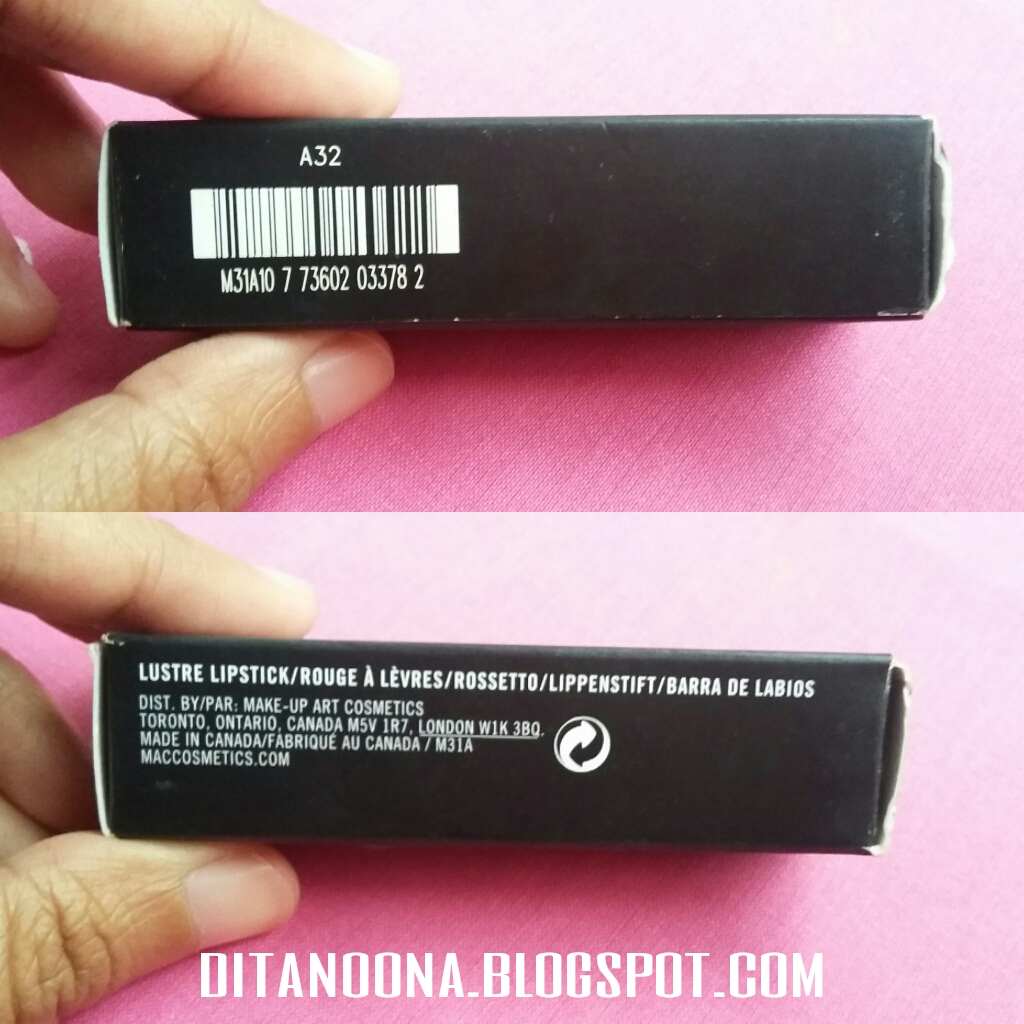 A32
M31A10 7 73602 03378 2
LUSTRE LIPSTICK/ROUGE À LÈVRES/ROSSETTO/LIPPENSTIFT/BARRA DE LABIOS
DIST. BY/PAR: MAKE-UP ART COSMETICS
TORONTO, ONTARIO, CANADA M5V 1R7, LONDON W1K 3BQ.
MADE IN CANADA/FABRIQUÉ AU CANADA / M31A
MACCOSMETICS.COM
DITANOONA.BLOGSPOT.COM